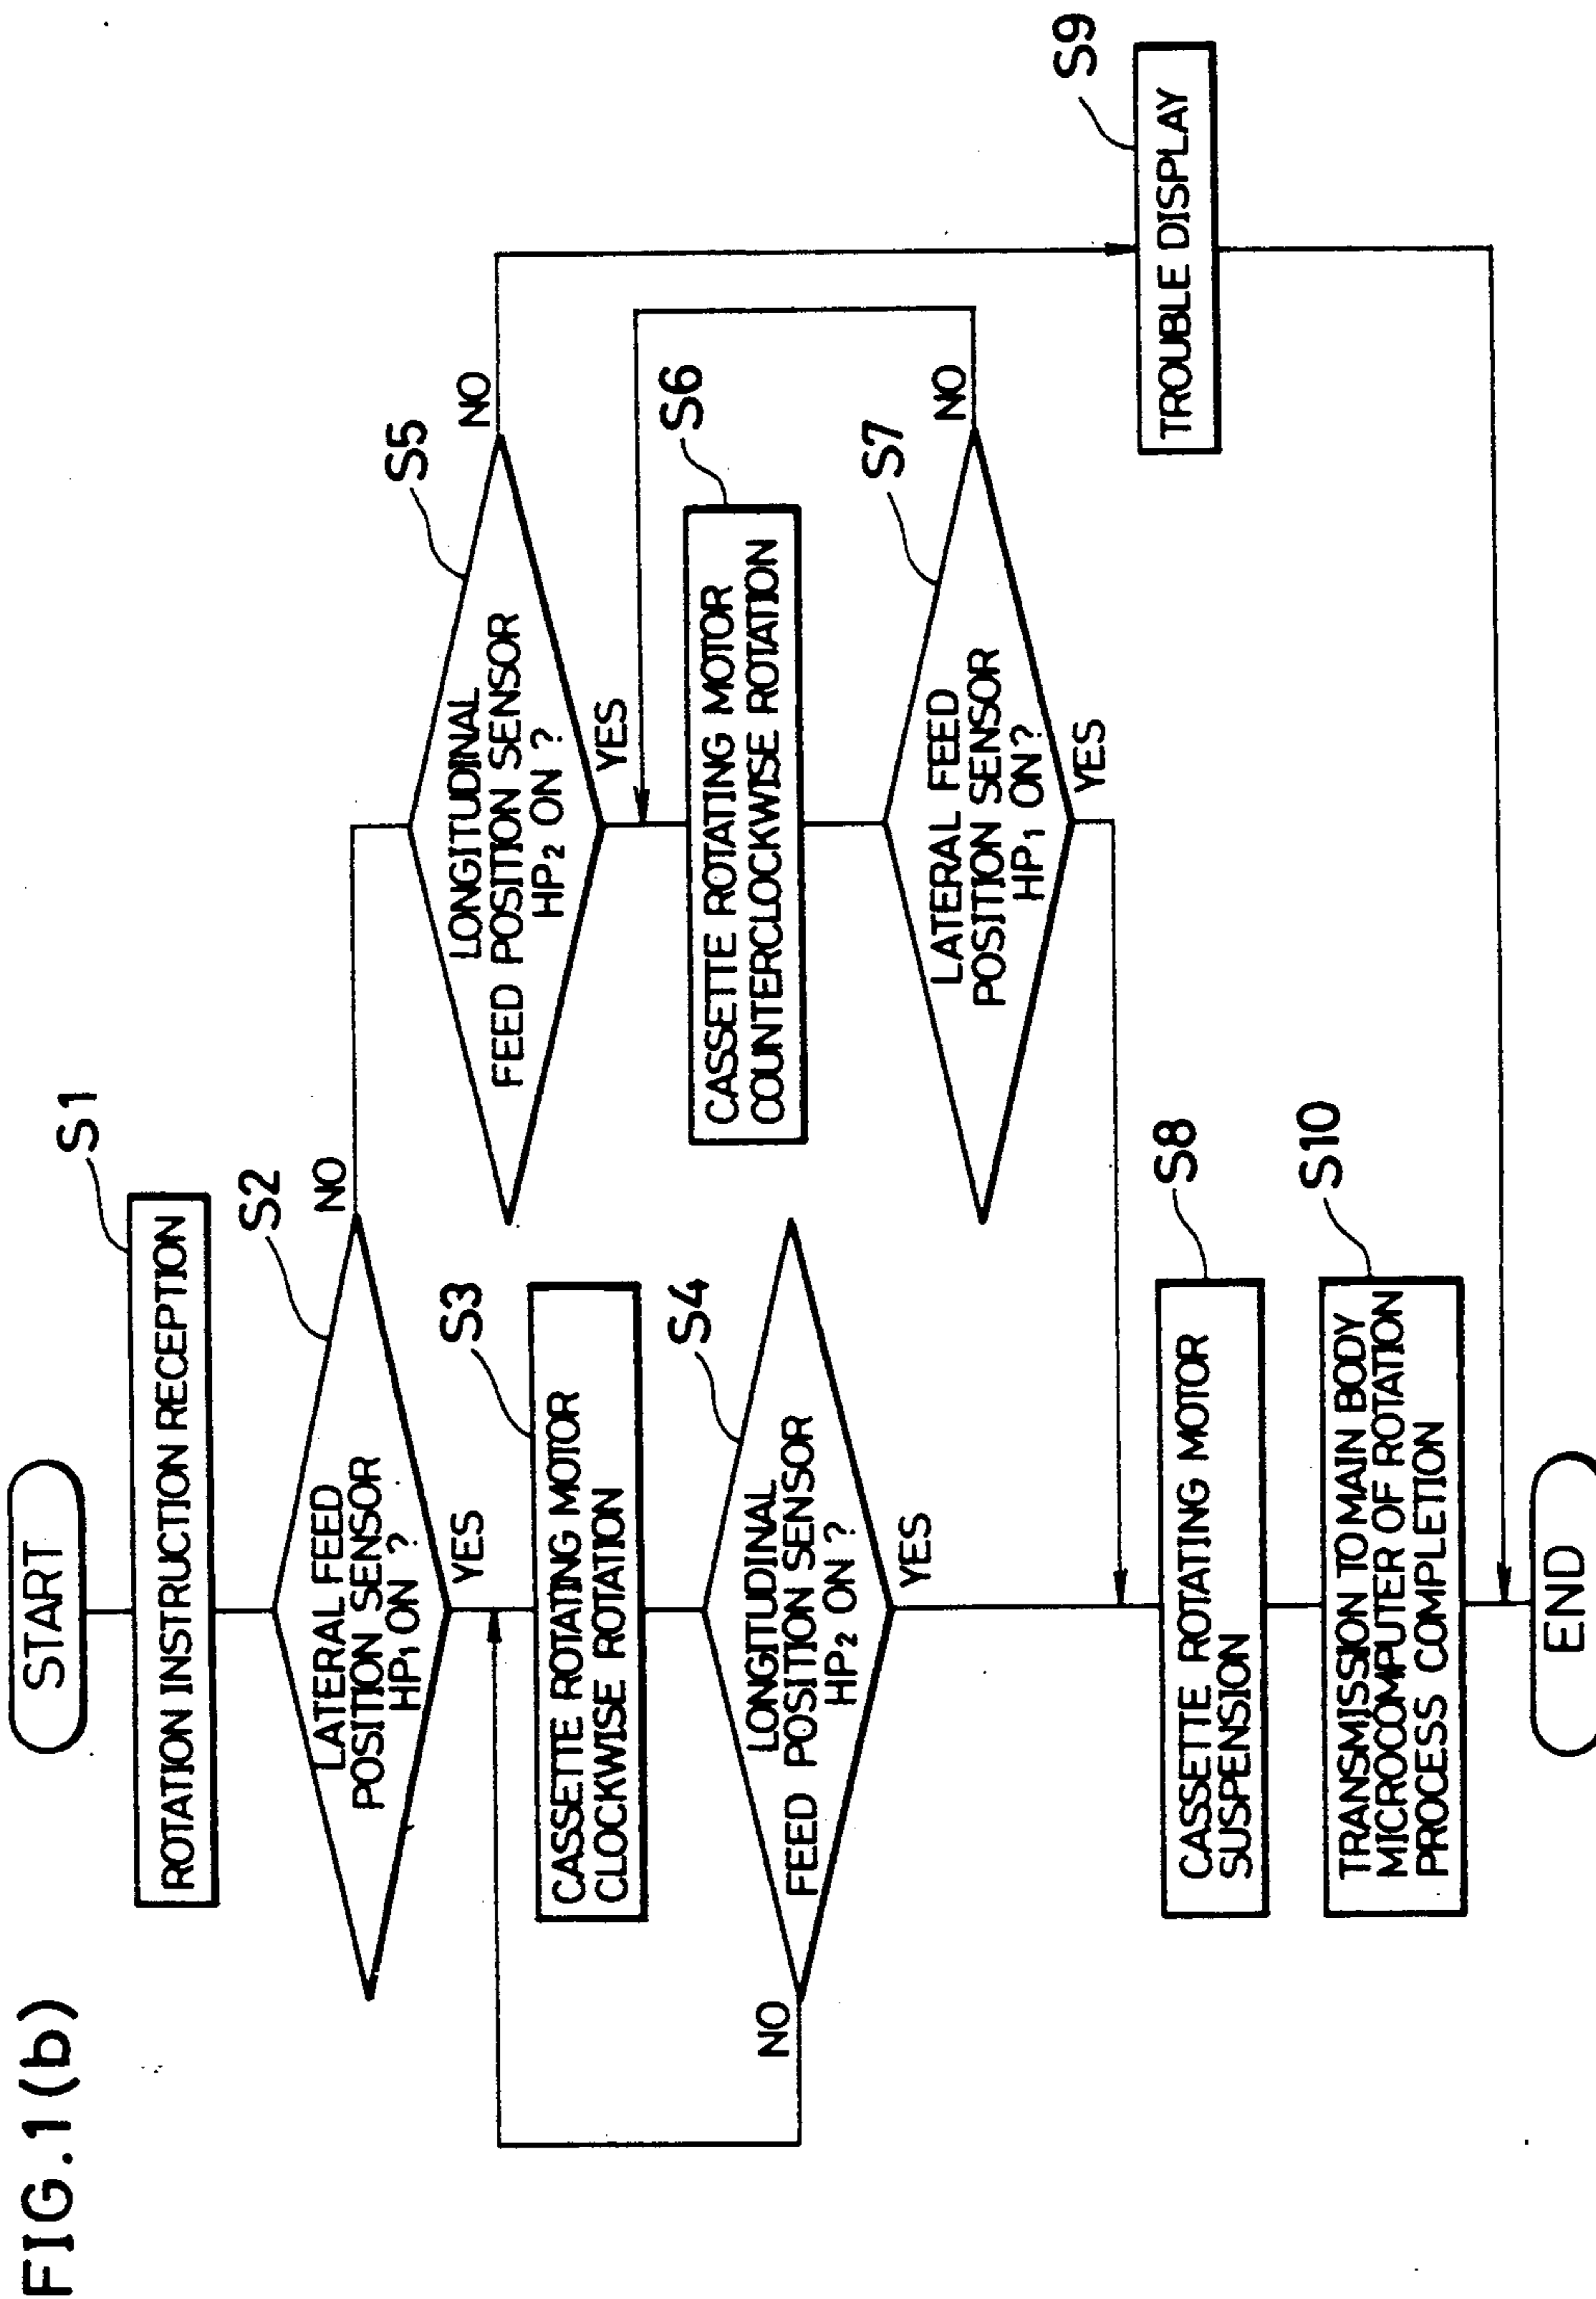 FIG.1(b)
START
S1
ROTATION INSTRUCTION RECEPTION
S2
LATERAL FEED
POSITION SENSOR
HP₁ ON ?
NO
YES
S3
CASSETTE ROTATING MOTOR
CLOCKWISE ROTATION
S4
LONGITUDINAL
FEED POSITION SENSOR
HP₂ ON ?
NO
YES
S5
LONGITUDINAL
FEED POSITION SENSOR
HP₂ ON ?
NO
YES
S6
CASSETTE ROTATING MOTOR
COUNTERCLOCKWISE ROTATION
S7
LATERAL FEED
POSITION SENSOR
HP₁ ON ?
NO
YES
S8
CASSETTE ROTATING MOTOR
SUSPENSION
S9
TROUBLE DISPLAY
S10
TRANSMISSION TO MAIN BODY
MICROCOMPUTER OF ROTATION
PROCESS COMPLETION
END